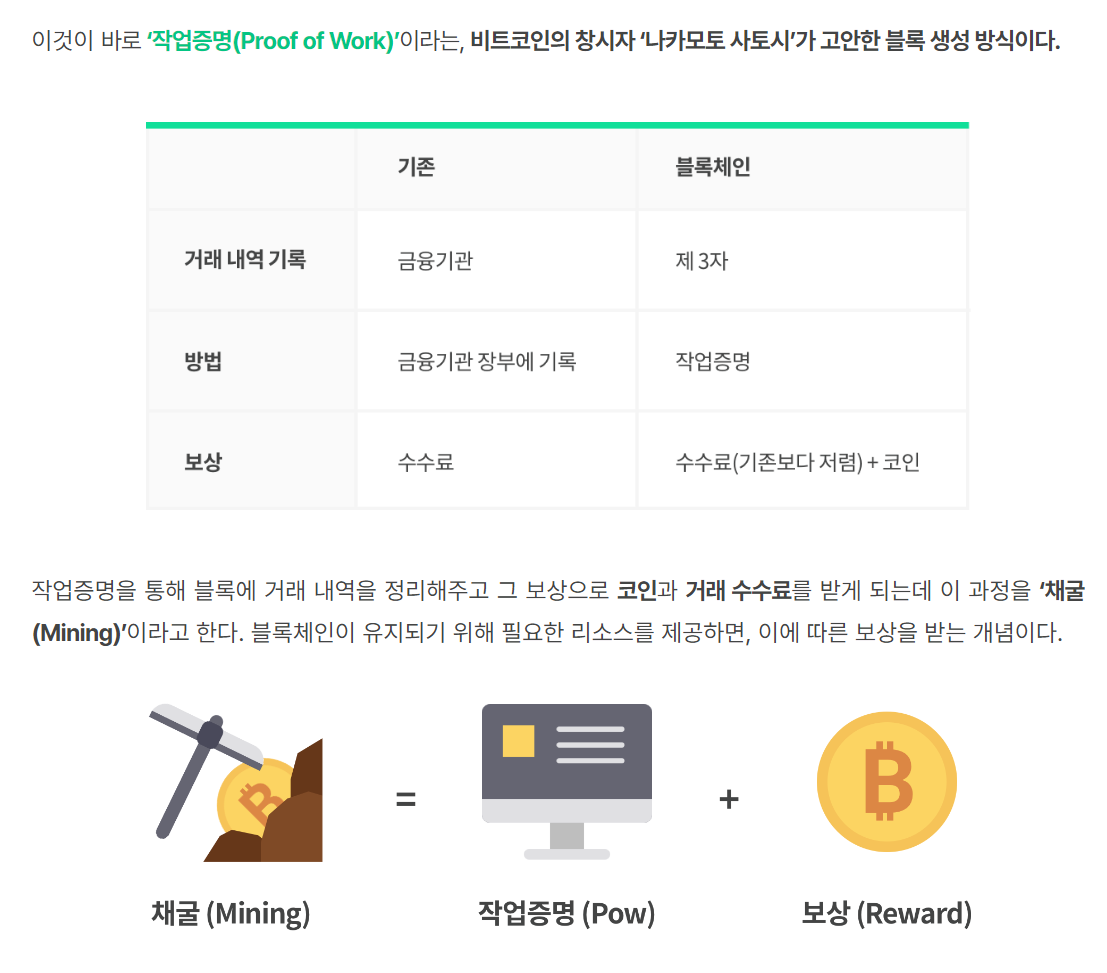 이것이 바로 ‘작업증명(Proof of Work)’이라는, 비트코인의 창시자 ‘나카모토 사토시’가 고안한 블록 생성 방식이다.
기존 블록체인
거래 내역 기록 금융기관 제 3자
방법 금융기관 장부에 기록 작업증명
보상 수수료 수수료(기존보다 저렴) + 코인
작업증명을 통해 블록에 거래 내역을 정리해주고 그 보상으로 코인과 거래 수수료를 받게 되는데 이 과정을 ‘채굴
(Mining)’이라고 한다. 블록체인이 유지되기 위해 필요한 리소스를 제공하면, 이에 따른 보상을 받는 개념이다.
= +
채굴 (Mining) 작업증명 (Pow) 보상 (Reward)